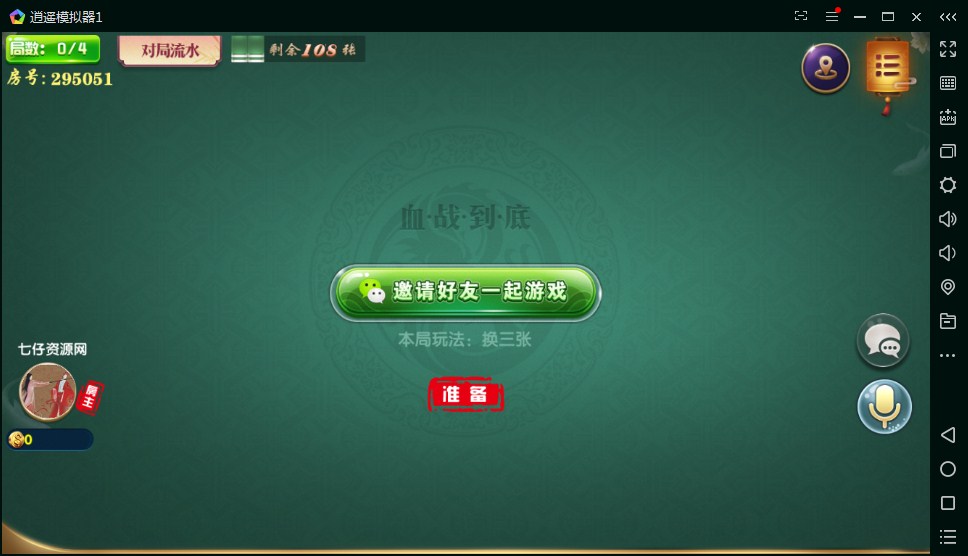 逍遥模拟器1
局数: 0/4
对局流水
剩余108张
房号: 295051
APK
血·战·到·底
邀请好友一起游戏
本局玩法: 换三张
七仔资源网
房主
准备
0